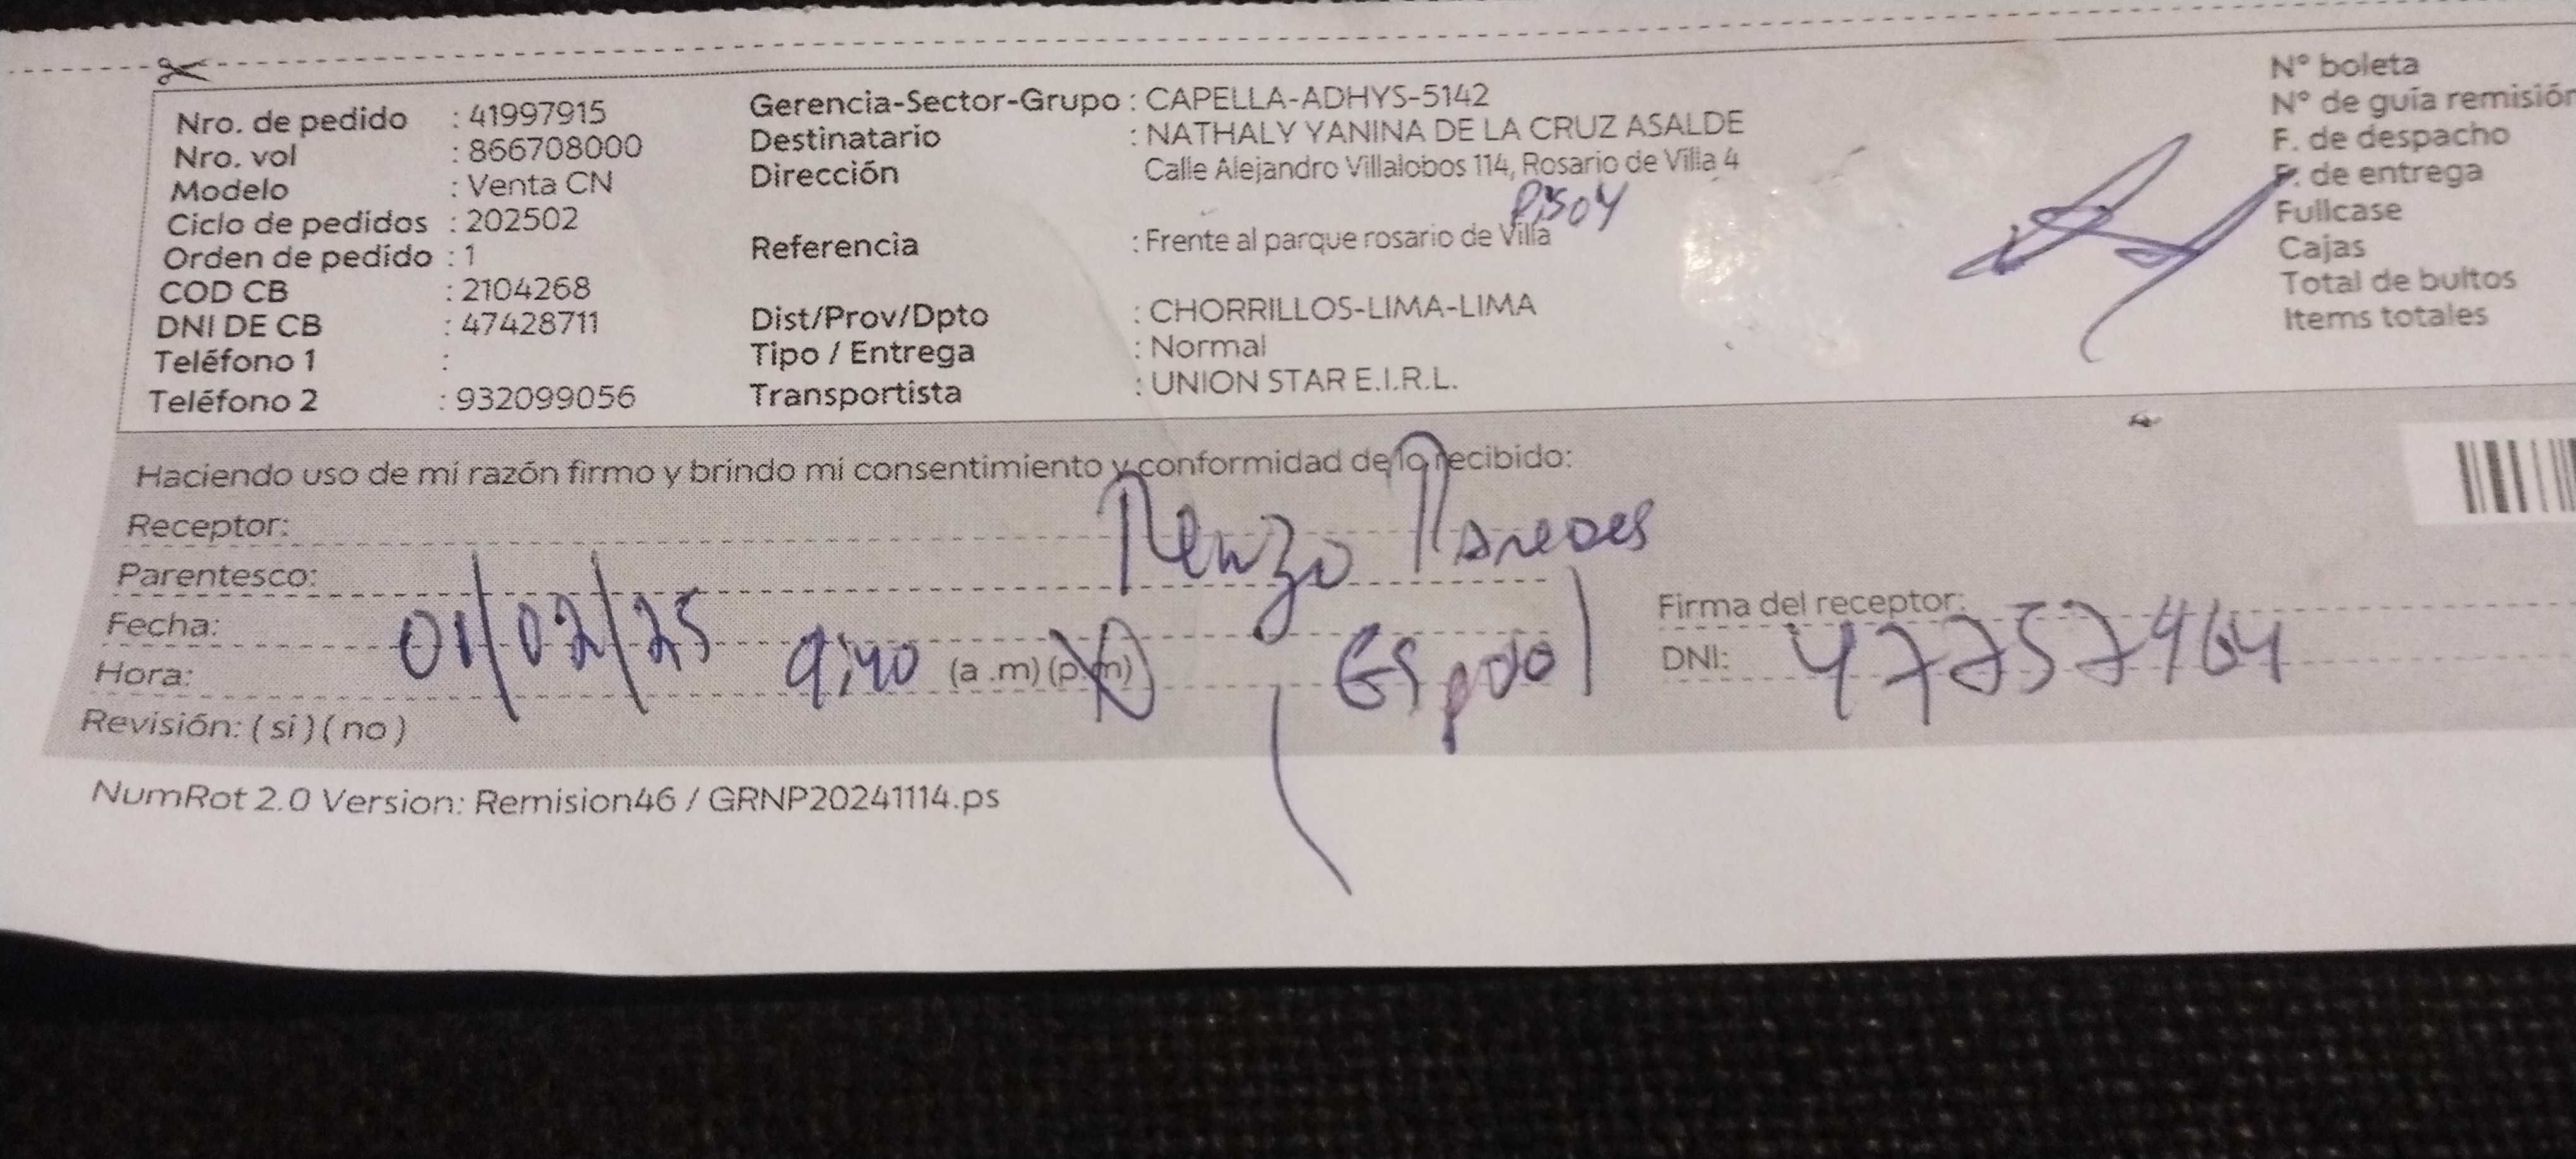 Nro. de pedido : 41997915
Nro. vol : 866708000
Modelo : Venta CN
Ciclo de pedidos : 202502
Orden de pedido : 1
COD CB : 2104268
DNI DE CB : 47428711
Teléfono 1 :
Teléfono 2 : 932099056
Gerencia-Sector-Grupo : CAPELLA-ADHYS-5142
Destinatario : NATHALY YANINA DE LA CRUZ ASALDE
Dirección Calle Alejandro Villalobos 114, Rosario de Villa 4
Piso 4
Referencia : Frente al parque rosario de Villa
Dist/Prov/Dpto : CHORRILLOS-LIMA-LIMA
Tipo / Entrega : Normal
Transportista : UNION STAR E.I.R.L.
N° boleta
N° de guía remisión
F. de despacho
F. de entrega
Fullcase
Cajas
Total de bultos
Items totales
Haciendo uso de mi razón firmo y brindo mi consentimiento y conformidad de lo recibido:
Receptor: Renzo Paredes
Parentesco:
Fecha: 01/02/25
Hora: 9:40 (a .m) (p.m)
Revisión: ( si ) ( no )
Firma del receptor:
DNI: 47757464
NumRot 2.0 Version: Remision46 / GRNP20241114.ps